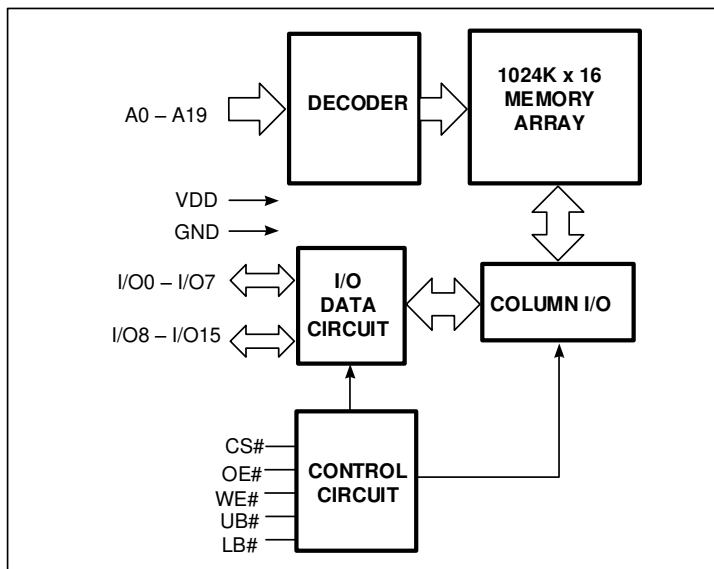 A0 – A19
DECODER
1024K x 16
MEMORY
ARRAY
VDD
GND
I/O0 – I/O7
I/O8 – I/O15
I/O
DATA
CIRCUIT
COLUMN I/O
CS#
OE#
WE#
UB#
LB#
CONTROL
CIRCUIT